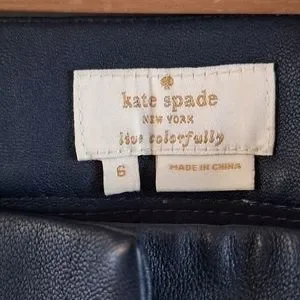 kate spade
NEW YORK
live colorfully
6
MADE IN CHINA